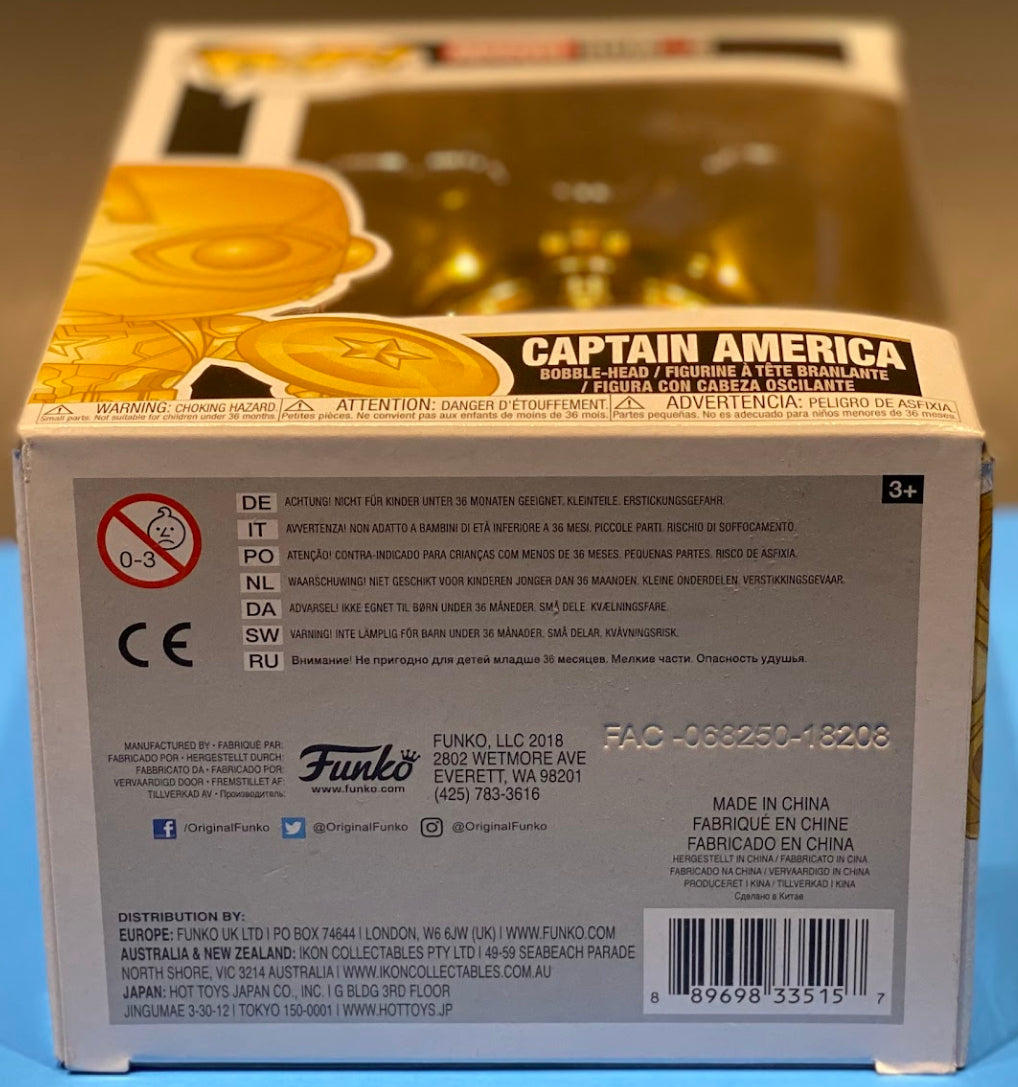 CAPTAIN AMERICA
BOBBLE-HEAD / FIGURINE À TÊTE BRANLANTE
/ FIGURA CON CABEZA OSCILANTE
WARNING: CHOKING HAZARD.
Small parts. Not suitable for children under 36 months.
ATTENTION: DANGER D'ÉTOUFFEMENT.
Petites pièces. Ne convient pas aux enfants de moins de 36 mois.
ADVERTENCIA: PELIGRO DE ASFIXIA.
Partes pequeñas. No es adecuado para niños menores de 36 meses.
3+
0-3
DE ACHTUNG! NICHT FÜR KINDER UNTER 36 MONATEN GEEIGNET. KLEINTEILE. ERSTICKUNGSGEFAHR.
IT AVVERTENZA! NON ADATTO A BAMBINI DI ETÀ INFERIORE A 36 MESI. PICCOLE PARTI. RISCHIO DI SOFFOCAMENTO.
PO ATENÇÃO! CONTRA-INDICADO PARA CRIANÇAS COM MENOS DE 36 MESES. PEQUENAS PARTES. RISCO DE ASFIXIA.
NL WAARSCHUWING! NIET GESCHIKT VOOR KINDEREN JONGER DAN 36 MAANDEN. KLEINE ONDERDELEN. VERSTIKKINGSGEVAAR.
DA ADVARSEL! IKKE EGNET TIL BØRN UNDER 36 MÅNEDER. SMÅ DELE. KVÆLNINGSFARE.
SW VARNING! INTE LÄMPLIG FÖR BARN UNDER 36 MÅNADER. SMÅ DELAR. KVÄVNINGSRISK.
RU Внимание! Не пригодно для детей младше 36 месяцев. Мелкие части. Опасность удушья.
CE
MANUFACTURED BY • FABRIQUÉ PAR:
FABRICADO POR • HERGESTELLT DURCH:
FABBRICATO DA • FABRICADO POR:
VERVAARDIGD DOOR • FREMSTILLET AF:
TILLVERKAD AV • Производитель:
Funko
www.funko.com
FUNKO, LLC 2018
2802 WETMORE AVE
EVERETT, WA 98201
(425) 783-3616
FAC -068250-18208
/OriginalFunko @OriginalFunko @OriginalFunko
MADE IN CHINA
FABRIQUÉ EN CHINE
FABRICADO EN CHINA
HERGESTELLT IN CHINA / FABBRICATO IN CINA
FABRICADO NA CHINA / VERVAARDIGD IN CHINA
PRODUCERET I KINA / TILLVERKAD I KINA
Сделано в Китае
DISTRIBUTION BY:
EUROPE: FUNKO UK LTD | PO BOX 74644 | LONDON, W6 6JW (UK) | WWW.FUNKO.COM
AUSTRALIA & NEW ZEALAND: IKON COLLECTABLES PTY LTD | 49-59 SEABEACH PARADE
NORTH SHORE, VIC 3214 AUSTRALIA | WWW.IKONCOLLECTABLES.COM.AU
JAPAN: HOT TOYS JAPAN CO., INC. | G BLDG 3RD FLOOR
JINGUMAE 3-30-12 | TOKYO 150-0001 | WWW.HOTTOYS.JP
8 89698 33515 7